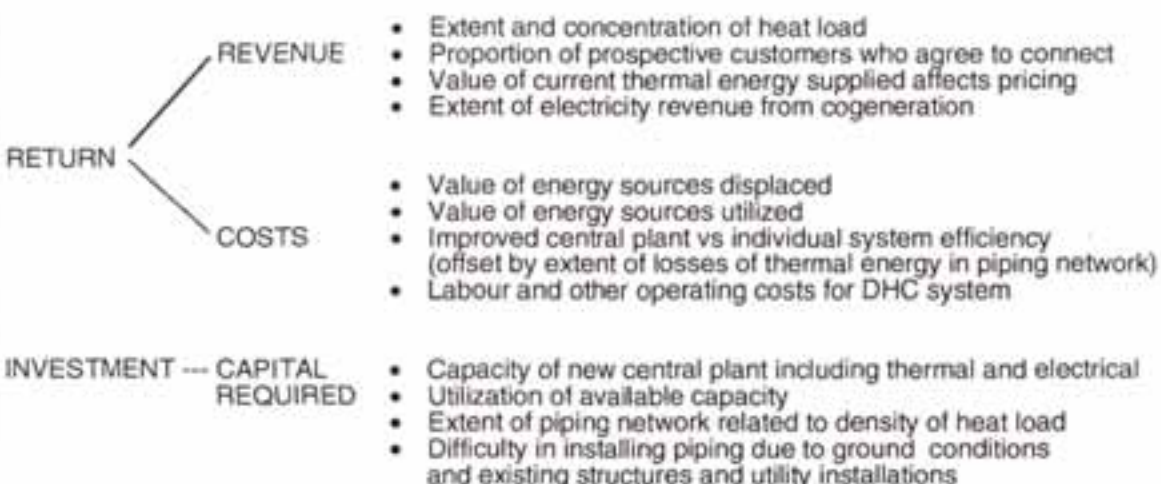 • Extent and concentration of heat load
REVENUE • Proportion of prospective customers who agree to connect
• Value of current thermal energy supplied affects pricing
• Extent of electricity revenue from cogeneration
RETURN
• Value of energy sources displaced
• Value of energy sources utilized
COSTS • Improved central plant vs individual system efficiency
(offset by extent of losses of thermal energy in piping network)
• Labour and other operating costs for DHC system
INVESTMENT --- CAPITAL • Capacity of new central plant including thermal and electrical
REQUIRED • Utilization of available capacity
• Extent of piping network related to density of heat load
• Difficulty in installing piping due to ground conditions
and existing structures and utility installations